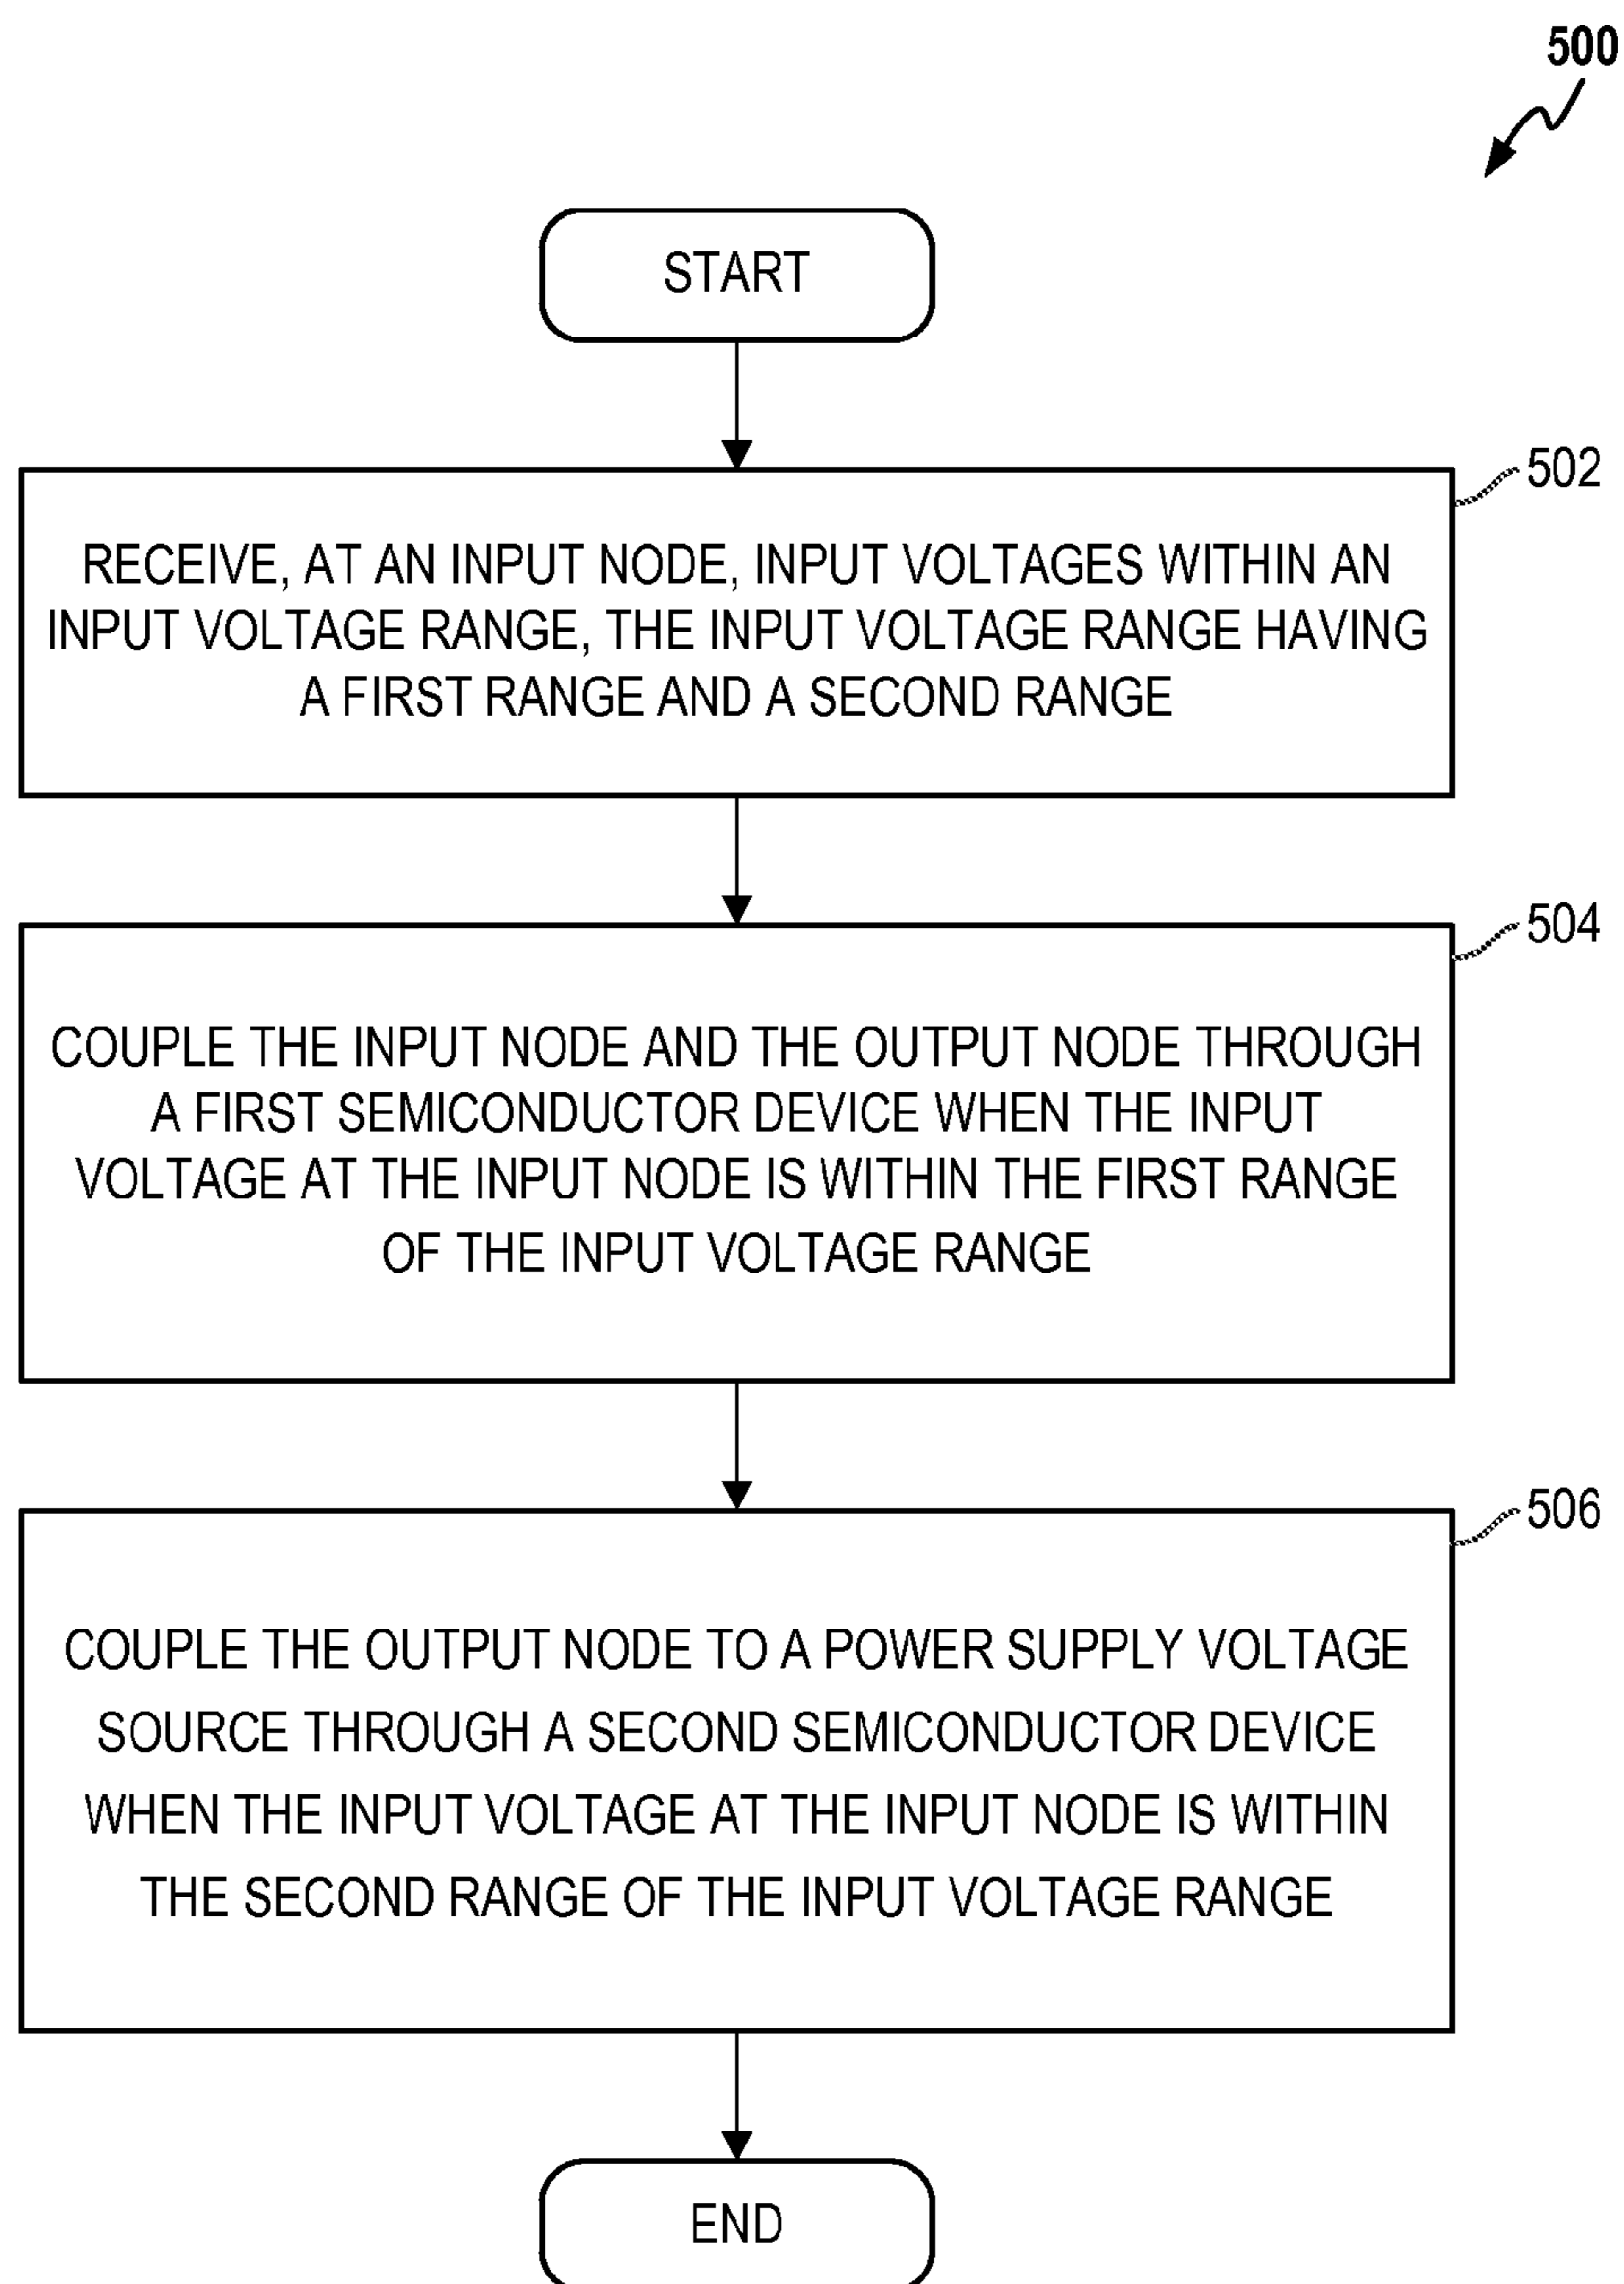 500
START
502
RECEIVE, AT AN INPUT NODE, INPUT VOLTAGES WITHIN AN
INPUT VOLTAGE RANGE, THE INPUT VOLTAGE RANGE HAVING
A FIRST RANGE AND A SECOND RANGE
504
COUPLE THE INPUT NODE AND THE OUTPUT NODE THROUGH
A FIRST SEMICONDUCTOR DEVICE WHEN THE INPUT
VOLTAGE AT THE INPUT NODE IS WITHIN THE FIRST RANGE
OF THE INPUT VOLTAGE RANGE
506
COUPLE THE OUTPUT NODE TO A POWER SUPPLY VOLTAGE
SOURCE THROUGH A SECOND SEMICONDUCTOR DEVICE
WHEN THE INPUT VOLTAGE AT THE INPUT NODE IS WITHIN
THE SECOND RANGE OF THE INPUT VOLTAGE RANGE
END